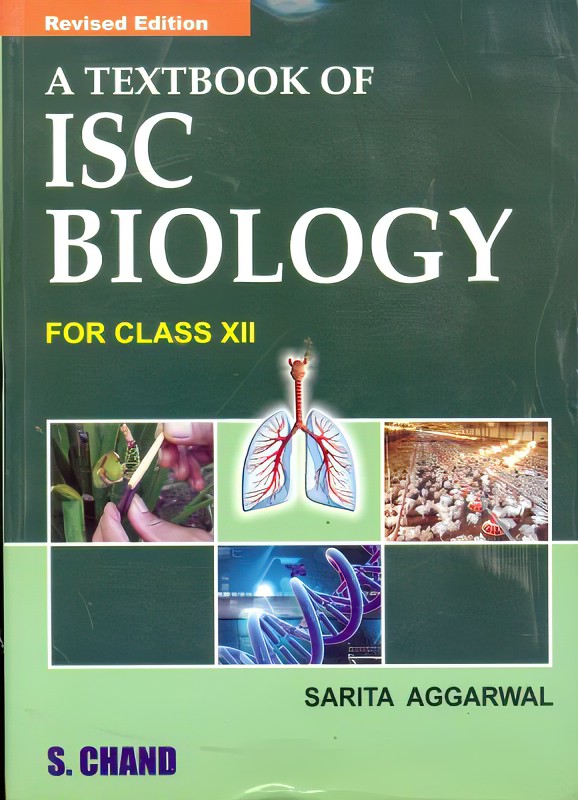 Revised Edition
A TEXTBOOK OF
ISC
BIOLOGY
FOR CLASS XII
SARITA AGGARWAL
S. CHAND